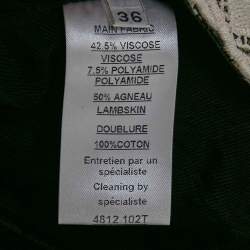 36
MAIN FABRIC
42.5% VISCOSE
VISCOSE
7.5% POLYAMIDE
POLYAMIDE
50% AGNEAU
LAMBSKIN
DOUBLURE
100%COTON
Entretien par un
spécialiste
Cleaning by
spécialiste
4812 102T